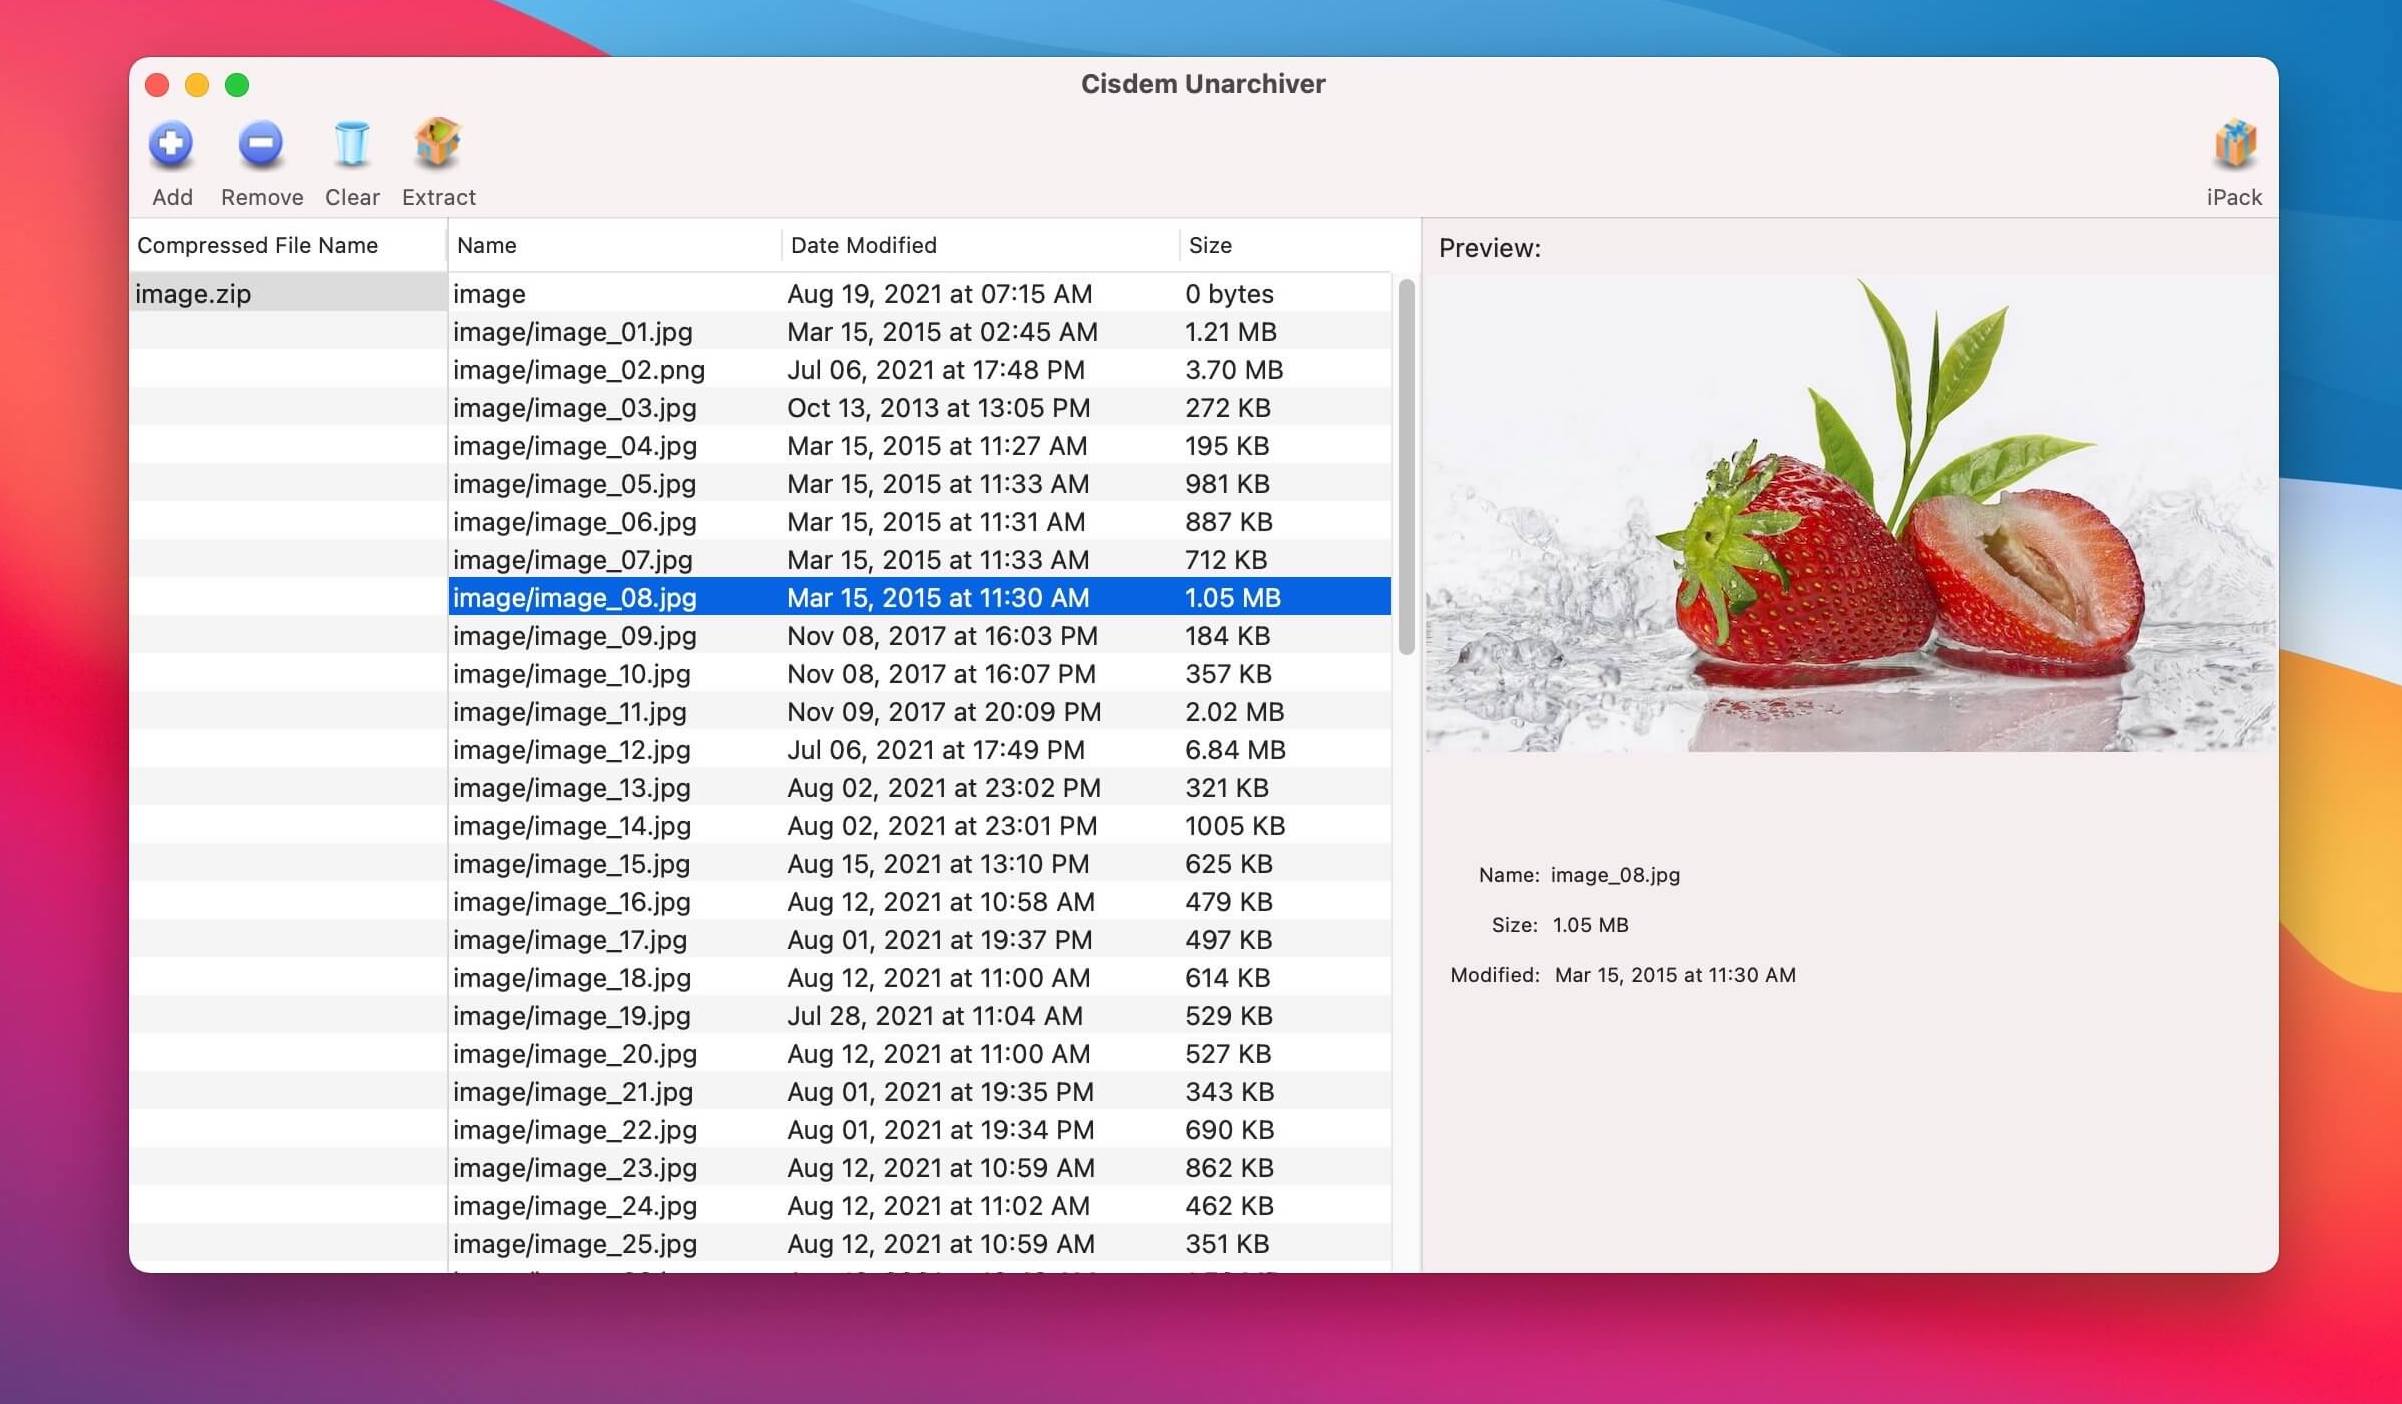 Cisdem Unarchiver
Add Remove Clear Extract iPack
Compressed File Name Name Date Modified Size Preview:
image.zip image Aug 19, 2021 at 07:15 AM 0 bytes
image/image_01.jpg Mar 15, 2015 at 02:45 AM 1.21 MB
image/image_02.png Jul 06, 2021 at 17:48 PM 3.70 MB
image/image_03.jpg Oct 13, 2013 at 13:05 PM 272 KB
image/image_04.jpg Mar 15, 2015 at 11:27 AM 195 KB
image/image_05.jpg Mar 15, 2015 at 11:33 AM 981 KB
image/image_06.jpg Mar 15, 2015 at 11:31 AM 887 KB
image/image_07.jpg Mar 15, 2015 at 11:33 AM 712 KB
image/image_08.jpg Mar 15, 2015 at 11:30 AM 1.05 MB
image/image_09.jpg Nov 08, 2017 at 16:03 PM 184 KB
image/image_10.jpg Nov 08, 2017 at 16:07 PM 357 KB
image/image_11.jpg Nov 09, 2017 at 20:09 PM 2.02 MB
image/image_12.jpg Jul 06, 2021 at 17:49 PM 6.84 MB
image/image_13.jpg Aug 02, 2021 at 23:02 PM 321 KB
image/image_14.jpg Aug 02, 2021 at 23:01 PM 1005 KB
image/image_15.jpg Aug 15, 2021 at 13:10 PM 625 KB
image/image_16.jpg Aug 12, 2021 at 10:58 AM 479 KB
image/image_17.jpg Aug 01, 2021 at 19:37 PM 497 KB
image/image_18.jpg Aug 12, 2021 at 11:00 AM 614 KB
image/image_19.jpg Jul 28, 2021 at 11:04 AM 529 KB
image/image_20.jpg Aug 12, 2021 at 11:00 AM 527 KB
image/image_21.jpg Aug 01, 2021 at 19:35 PM 343 KB
image/image_22.jpg Aug 01, 2021 at 19:34 PM 690 KB
image/image_23.jpg Aug 12, 2021 at 10:59 AM 862 KB
image/image_24.jpg Aug 12, 2021 at 11:02 AM 462 KB
image/image_25.jpg Aug 12, 2021 at 10:59 AM 351 KB
Name: image_08.jpg
Size: 1.05 MB
Modified: Mar 15, 2015 at 11:30 AM